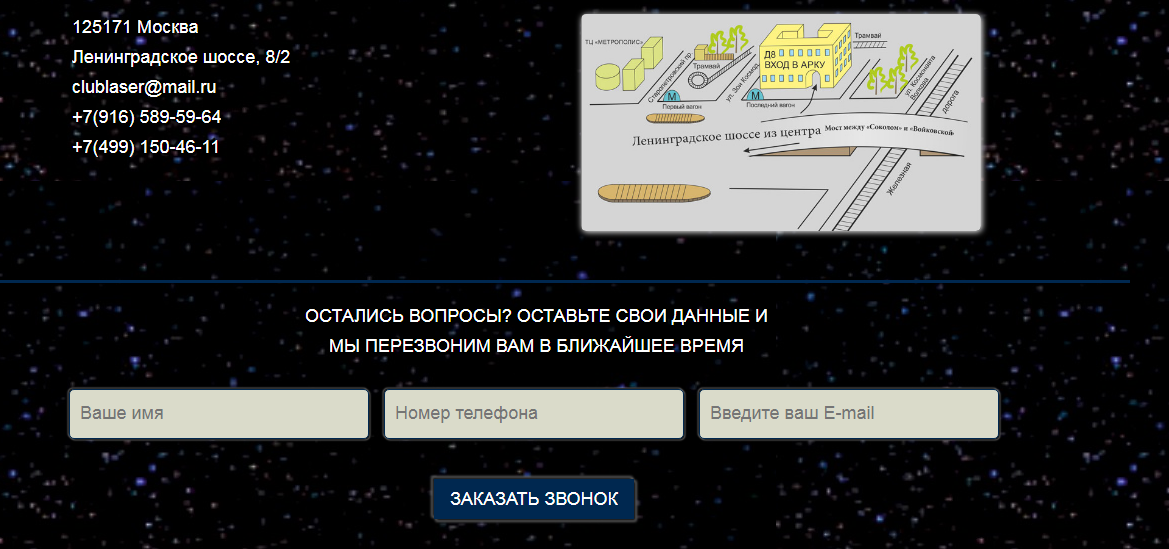 125171 Москва
Ленинградское шоссе, 8/2
clublaser@mail.ru
+7(916) 589-59-64
+7(499) 150-46-11
ТЦ «МЕТРОПОЛИС»
Старопетровский пр.
Трамвай
ул. Зои Космод.
Д8
ВХОД В АРКУ
Трамвай
ул. Космонавта
Волкова
дорога
М
Первый вагон
М
Последний вагон
Ленинградское шоссе из центра
Мост между «Соколом» и «Войковской»
Железная
ОСТАЛИСЬ ВОПРОСЫ? ОСТАВЬТЕ СВОИ ДАННЫЕ И
МЫ ПЕРЕЗВОНИМ ВАМ В БЛИЖАЙШЕЕ ВРЕМЯ
Ваше имя
Номер телефона
Введите ваш E-mail
ЗАКАЗАТЬ ЗВОНОК